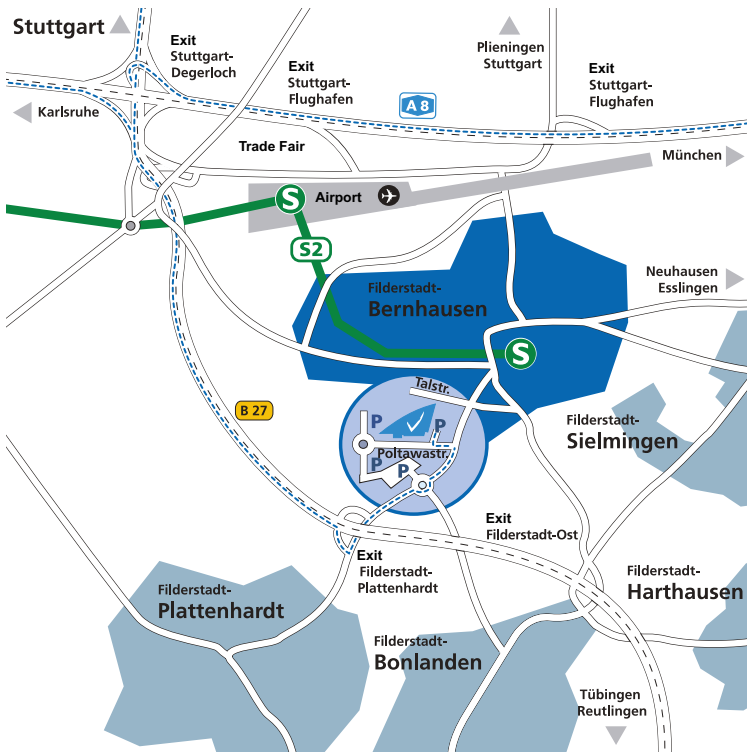 Stuttgart
Exit
Stuttgart-
Degerloch
Exit
Stuttgart-
Flughafen
Plieningen
Stuttgart
Exit
Stuttgart-
Flughafen
A 8
Karlsruhe
Trade Fair
München
S
Airport
S2
Neuhausen
Esslingen
Filderstadt-
Bernhausen
S
Talstr.
B 27
P
P
Poltawastr.
P
P
Filderstadt-
Sielmingen
Exit
Filderstadt-Ost
Exit
Filderstadt-
Plattenhardt
Filderstadt-
Harthausen
Filderstadt-
Plattenhardt
Filderstadt-
Bonlanden
Tübingen
Reutlingen